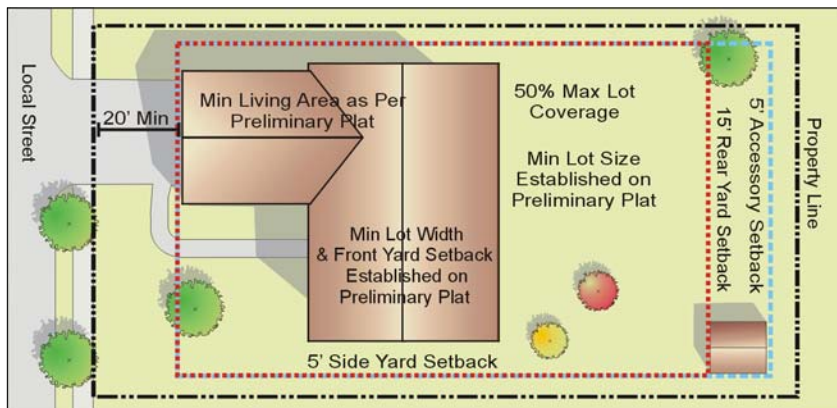 Local Street
20' Min
Min Living Area as Per
Preliminary Plat
50% Max Lot
Coverage
Min Lot Size
Established on
Preliminary Plat
Min Lot Width
& Front Yard Setback
Established on
Preliminary Plat
5' Side Yard Setback
15' Rear Yard Setback
5' Accessory Setback
Property Line